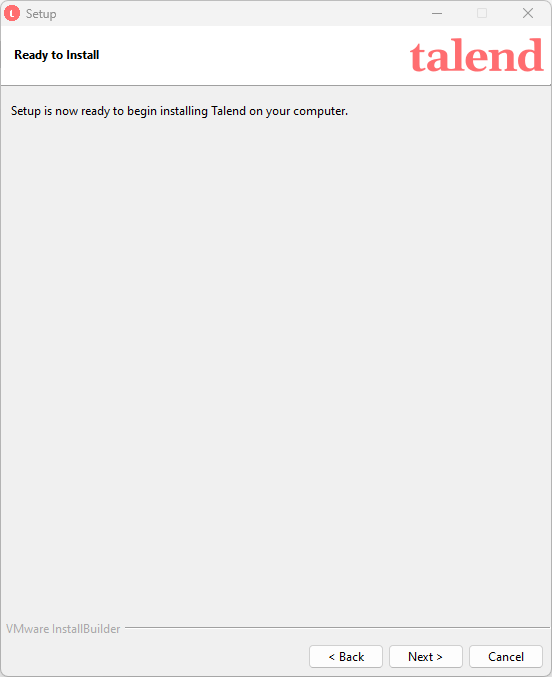 Setup
Ready to Install
talend
Setup is now ready to begin installing Talend on your computer.
VMware InstallBuilder
< Back
Next >
Cancel